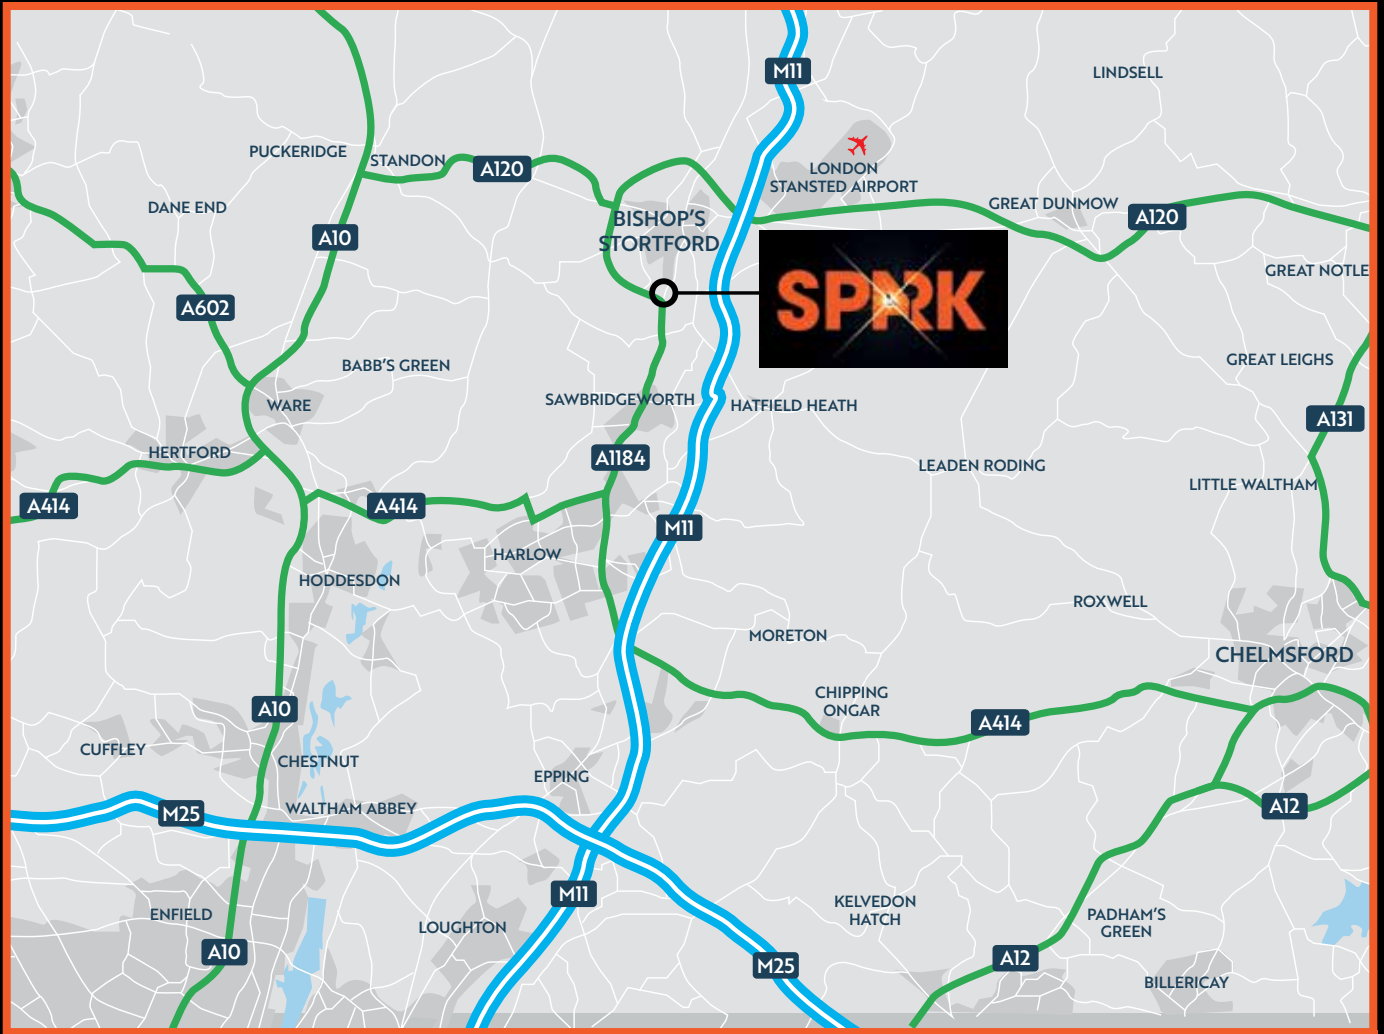 M11
LINDSELL
PUCKERIDGE
STANDON
A120
LONDON
STANSTED AIRPORT
DANE END
A10
BISHOP'S
STORTFORD
GREAT DUNMOW
A120
GREAT NOTLE
A602
SPARK
BABB'S GREEN
GREAT LEIGHS
WARE
SAWBRIDGEWORTH
HATFIELD HEATH
A131
HERTFORD
A1184
LEADEN RODING
LITTLE WALTHAM
A414
A414
M11
HARLOW
HODDESDON
ROXWELL
MORETON
CHELMSFORD
CHIPPING
ONGAR
A10
A414
CUFFLEY
CHESTNUT
EPPING
WALTHAM ABBEY
M25
A12
M11
KELVEDON
HATCH
ENFIELD
LOUGHTON
PADHAM'S
GREEN
A10
M25
A12
BILLERICAY